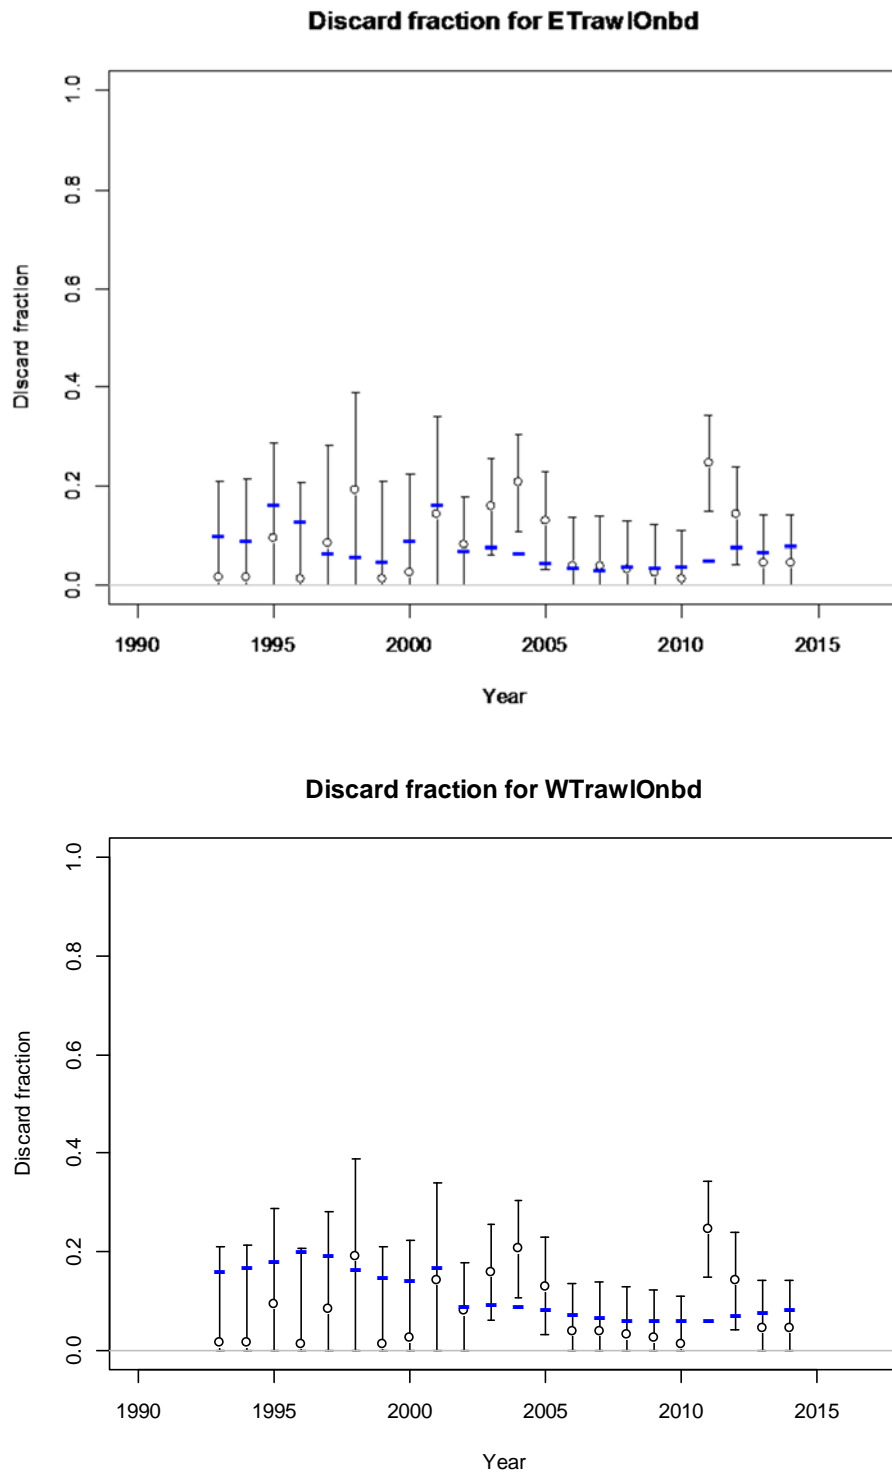 Discard fraction for ETrawlOnbd
1.0
0.8
0.6
0.4
0.2
0.0
Discard fraction
1990 1995 2000 2005 2010 2015
Year
Discard fraction for WTrawlOnbd
1.0
0.8
0.6
0.4
0.2
0.0
Discard fraction
1990 1995 2000 2005 2010 2015
Year